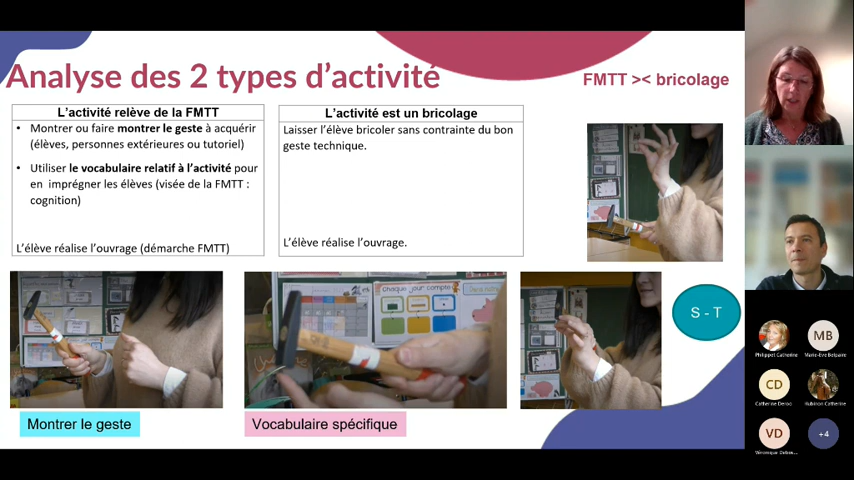 Analyse des 2 types d’activité
FMTT >< bricolage
L’activité relève de la FMTT
• Montrer ou faire montrer le geste à acquérir
(élèves, personnes extérieures ou tutoriel)
• Utiliser le vocabulaire relatif à l’activité pour
en imprégner les élèves (visée de la FMTT :
cognition)
L’élève réalise l’ouvrage (démarche FMTT)
L’activité est un bricolage
Laisser l’élève bricoler sans contrainte du bon
geste technique.
L’élève réalise l’ouvrage.
chaque jour compte
S - T
Montrer le geste
Vocabulaire spécifique
MB
Philippet Catherine
Marie-Eve Belpaire
CD
Catherine Deroo
Catherine
VD
+4
Véronique